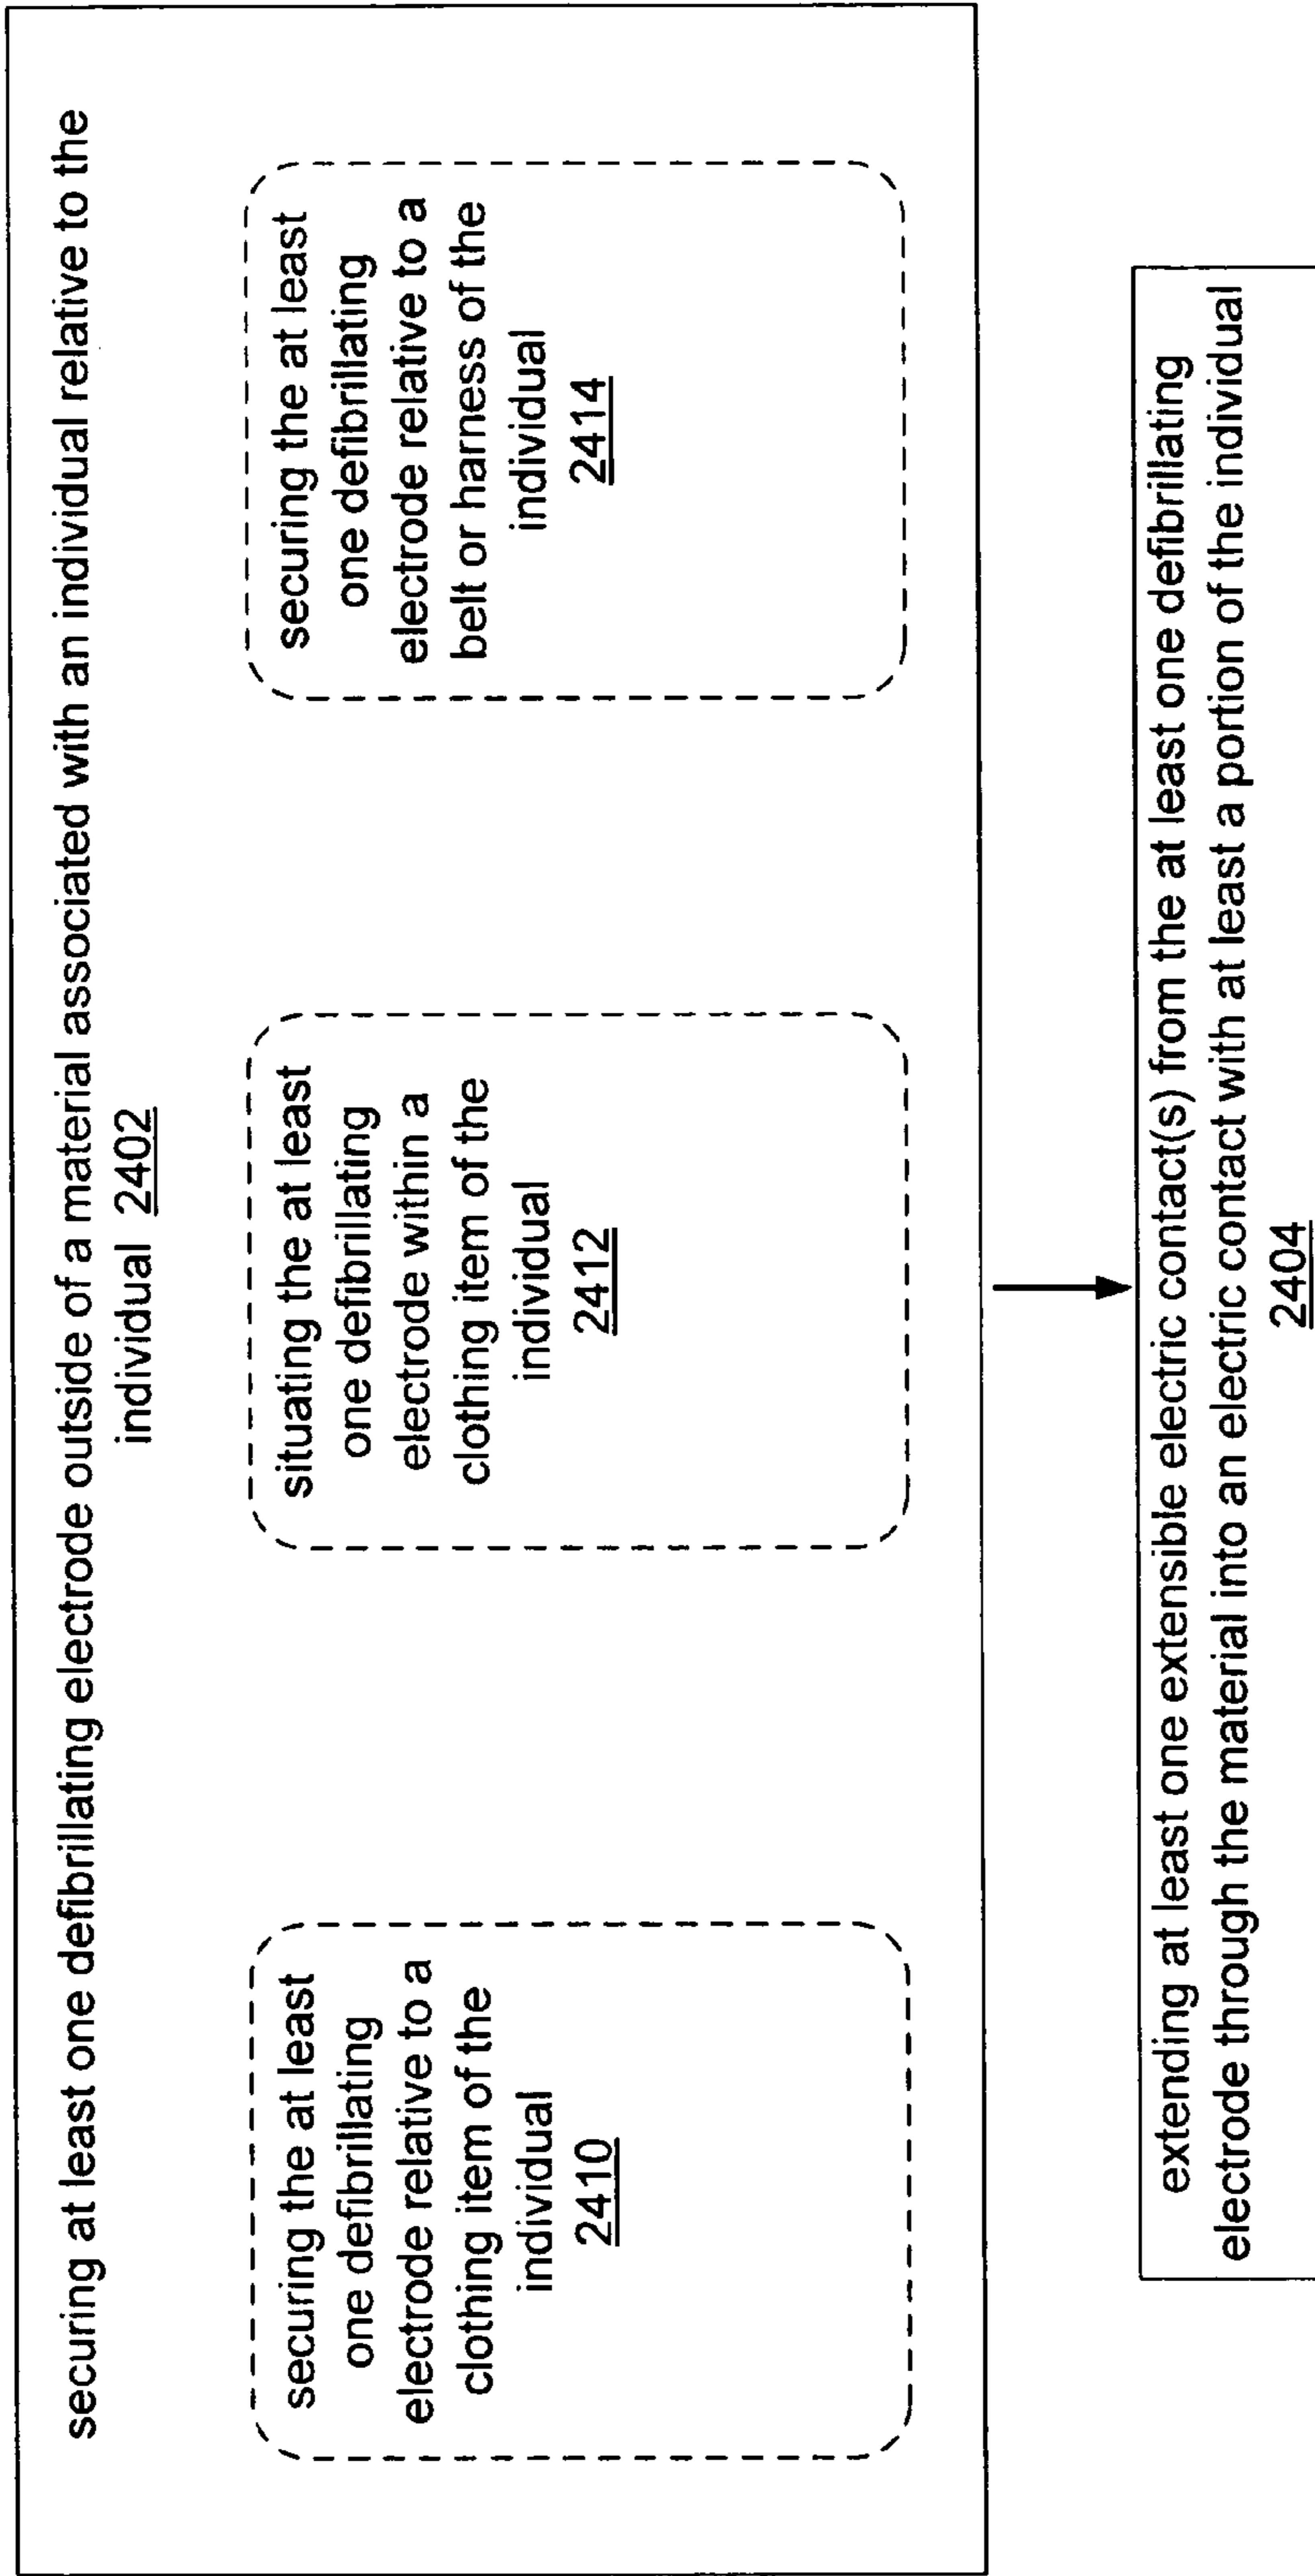 securing at least one defibrillating electrode outside of a material associated with an individual relative to the
individual 2402
securing the at least
one defibrillating
electrode relative to a
clothing item of the
individual
2410
situating the at least
one defibrillating
electrode within a
clothing item of the
individual
2412
securing the at least
one defibrillating
electrode relative to a
belt or harness of the
individual
2414
extending at least one extensible electric contact(s) from the at least one defibrillating
electrode through the material into an electric contact with at least a portion of the individual
2404